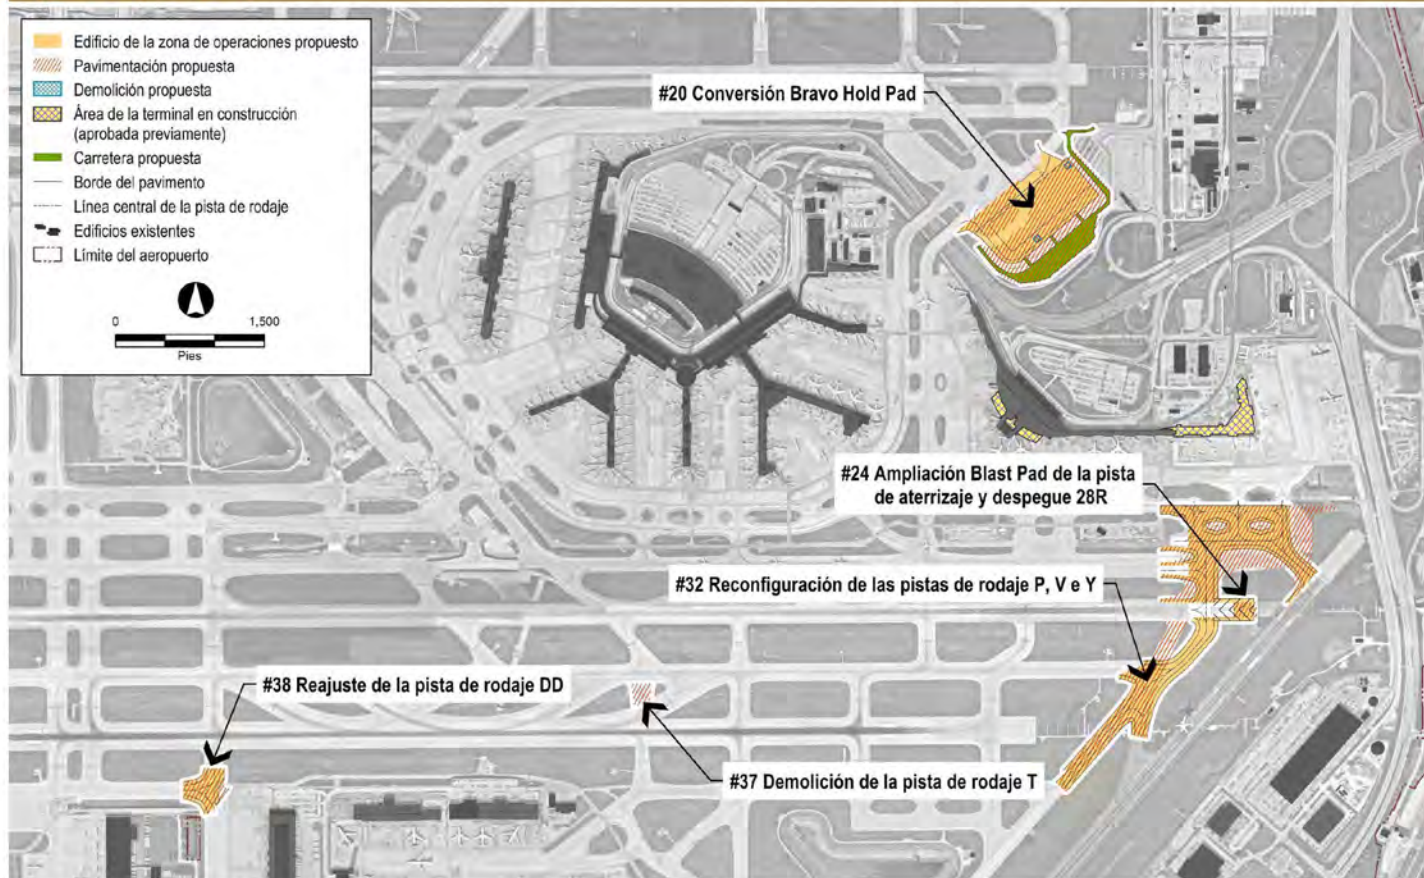 Edificio de la zona de operaciones propuesto
Pavimentación propuesta
Demolición propuesta
Área de la terminal en construcción
(aprobada previamente)
Carretera propuesta
Borde del pavimento
Línea central de la pista de rodaje
Edificios existentes
Límite del aeropuerto
0 1,500
Pies
#20 Conversión Bravo Hold Pad
#24 Ampliación Blast Pad de la pista
de aterrizaje y despegue 28R
#32 Reconfiguración de las pistas de rodaje P, V e Y
#38 Reajuste de la pista de rodaje DD
#37 Demolición de la pista de rodaje T